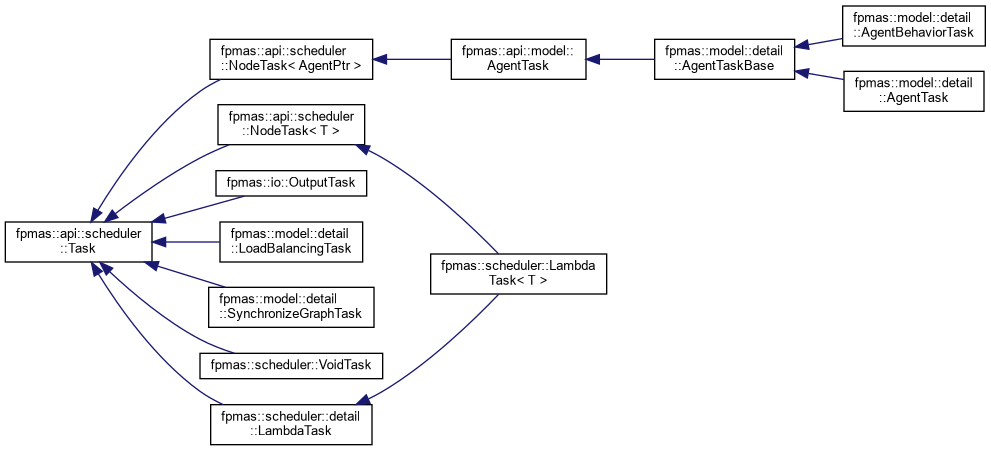 fpmas::api::scheduler
::Task
fpmas::api::scheduler
::NodeTask< AgentPtr >
fpmas::api::scheduler
::NodeTask< T >
fpmas::io::OutputTask
fpmas::model::detail
::LoadBalancingTask
fpmas::model::detail
::SynchronizeGraphTask
fpmas::scheduler::VoidTask
fpmas::scheduler::detail
::LambdaTask
fpmas::api::model::
AgentTask
fpmas::scheduler::Lambda
Task< T >
fpmas::model::detail
::AgentTaskBase
fpmas::model::detail
::AgentBehaviorTask
fpmas::model::detail
::AgentTask